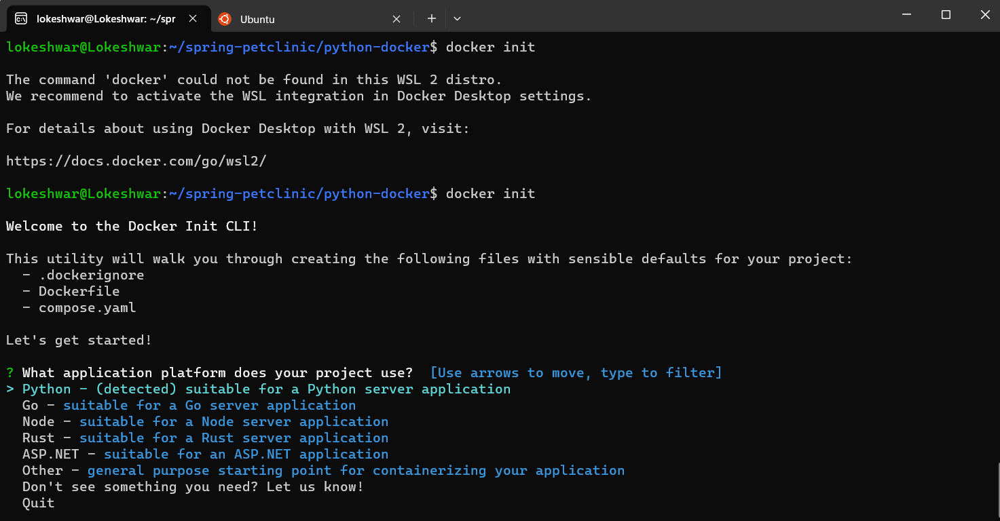 lokeshwar@Lokeshwar: ~/spr
Ubuntu
lokeshwar@Lokeshwar:~/spring-petclinic/python-docker$ docker init
The command 'docker' could not be found in this WSL 2 distro.
We recommend to activate the WSL integration in Docker Desktop settings.
For details about using Docker Desktop with WSL 2, visit:
https://docs.docker.com/go/wsl2/
lokeshwar@Lokeshwar:~/spring-petclinic/python-docker$ docker init
Welcome to the Docker Init CLI!
This utility will walk you through creating the following files with sensible defaults for your project:
  - .dockerignore
  - Dockerfile
  - compose.yaml
Let's get started!
? What application platform does your project use?  [Use arrows to move, type to filter]
> Python - (detected) suitable for a Python server application
  Go - suitable for a Go server application
  Node - suitable for a Node server application
  Rust - suitable for a Rust server application
  ASP.NET - suitable for an ASP.NET application
  Other - general purpose starting point for containerizing your application
  Don't see something you need? Let us know!
  Quit